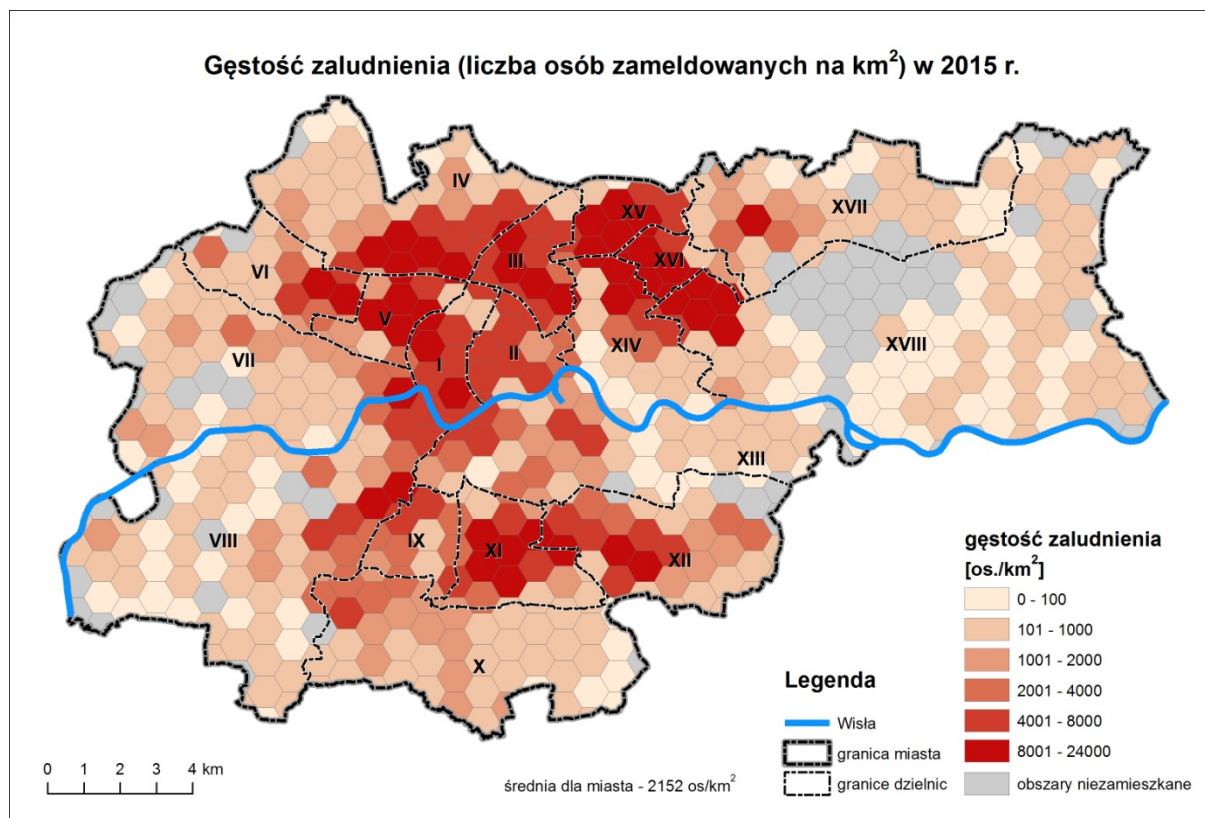 Gęstość zaludnienia (liczba osób zameldowanych na km²) w 2015 r.
IV
XV
XVII
III
XVI
VI
V
XIV
XVIII
VII
I
II
XIII
VIII
IX
XI
XII
X
gęstość zaludnienia
[os./km²]
0 - 100
101 - 1000
1001 - 2000
2001 - 4000
4001 - 8000
8001 - 24000
obszary niezamieszkane
Legenda
Wisła
granica miasta
granice dzielnic
0 1 2 3 4 km
średnia dla miasta - 2152 os/km²